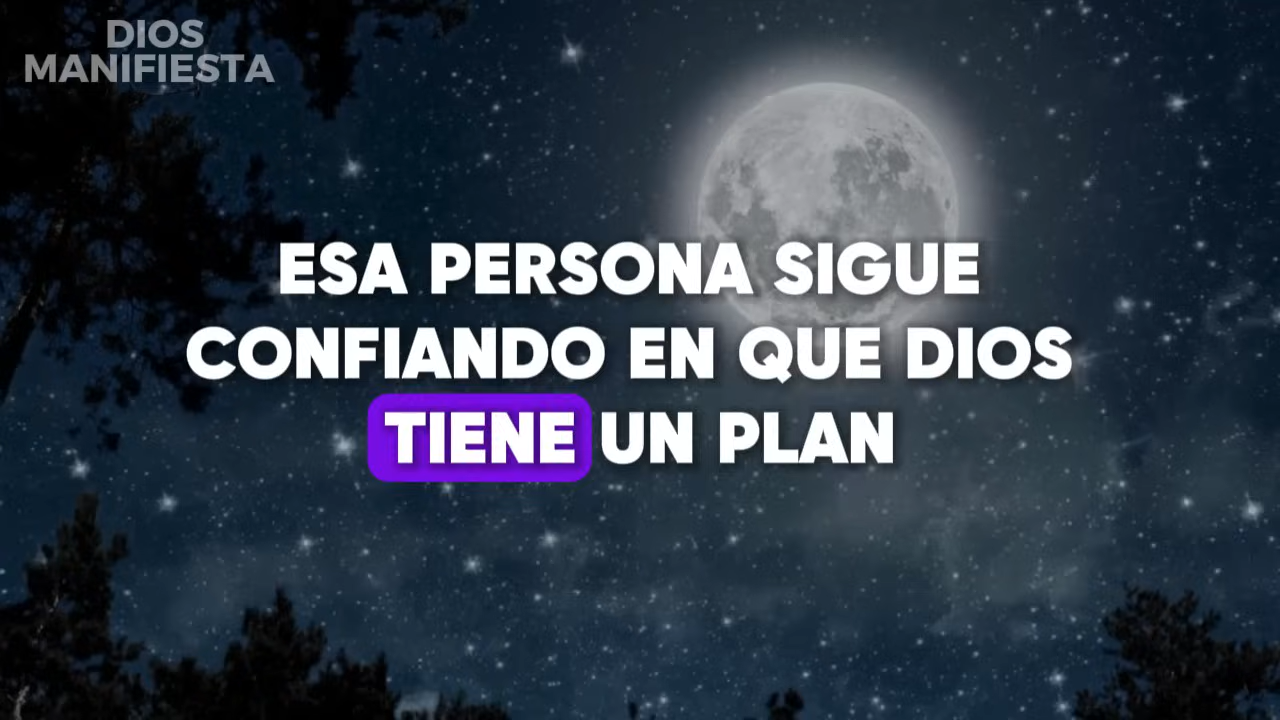 DIOS
MANIFIESTA
ESA PERSONA SIGUE
CONFIANDO EN QUE DIOS
TIENE UN PLAN